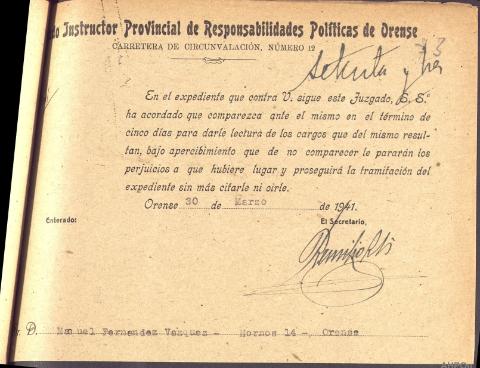 do Instructor Provincial de Responsabilidades Políticas de Orense
CARRETERA DE CIRCUNVALACIÓN, NÚMERO 12
setenta y tres
En el expediente que contra V. sigue este Juzgado, S. S.ª
ha acordado que comparezca ante el mismo en el término de
cinco días para darle lectura de los cargos que del mismo resul-
tan, bajo apercibimiento que de no comparecer le pararán los
perjuicios a que hubiere lugar y proseguirá la tramitación del
expediente sin más citarle ni oirle.
Orense 30 de Marzo de 1941.
Enterado: El Secretario,
D. Manuel Fernandez Vazquez - Hornos 14 - Orense